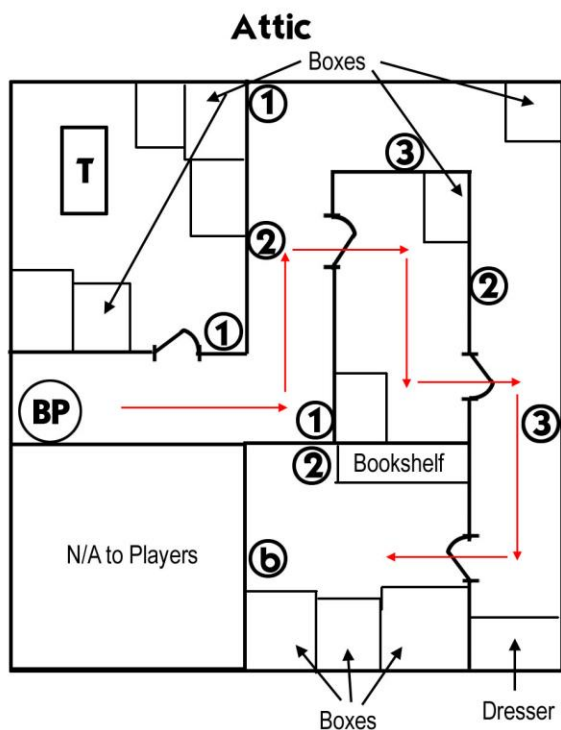 Attic
Boxes
1
3
T
2
2
1
BP
1
3
2
Bookshelf
N/A to Players
b
Boxes
Dresser